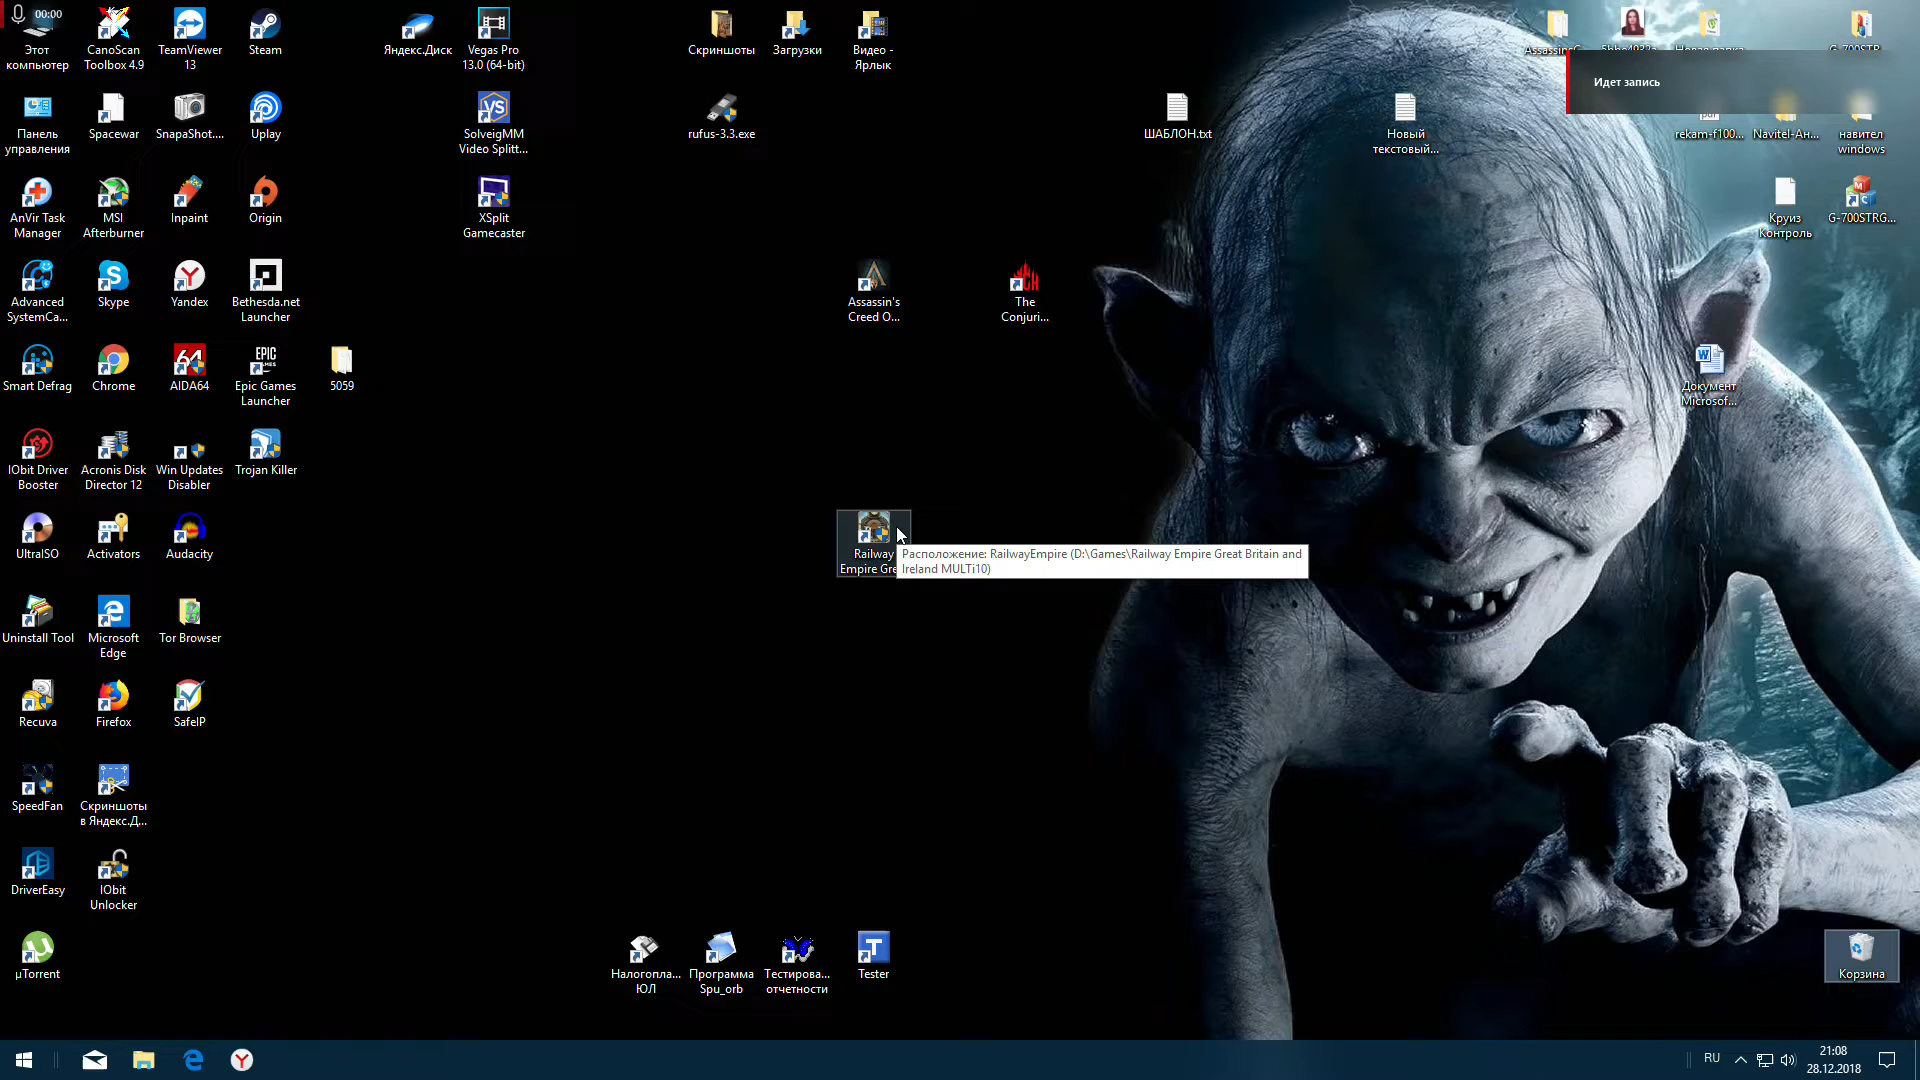 00:00
Этот
компьютер
CanoScan
Toolbox 4.9
TeamViewer
13
Steam
Яндекс.Диск
Vegas Pro
13.0 (64-bit)
Скриншоты
Загрузки
Видео -
Ярлык
Идет запись
Панель
управления
Spacewar
SnapaShot....
Uplay
SolveigMM
Video Splitt...
rufus-3.3.exe
ШАБЛОН.txt
Новый
текстовый...
rekam-f100...
Navitel-Ан...
навител
windows
AnVir Task
Manager
MSI
Afterburner
Inpaint
Origin
XSplit
Gamecaster
Круиз
Контроль
G-700STRG...
Advanced
SystemCa...
Skype
Yandex
Bethesda.net
Launcher
Assassin's
Creed O...
The
Conjuri...
Smart Defrag
Chrome
64
AIDA64
EPIC
Epic Games
Launcher
5059
Документ
Microsof...
IObit Driver
Booster
Acronis Disk
Director 12
Win Updates
Disabler
Trojan Killer
UltraISO
Activators
Audacity
Railway
Empire Gre
Расположение: RailwayEmpire (D:\Games\Railway Empire Great Britain and
Ireland MULTi10)
Uninstall Tool
Microsoft
Edge
Tor Browser
Recuva
Firefox
SafeIP
SpeedFan
Скриншоты
в Яндекс.Д...
DriverEasy
IObit
Unlocker
µTorrent
Налогопла...
ЮЛ
Программа
Spu_orb
Тестирова...
отчетности
Tester
Корзина
RU
21:08
28.12.2018